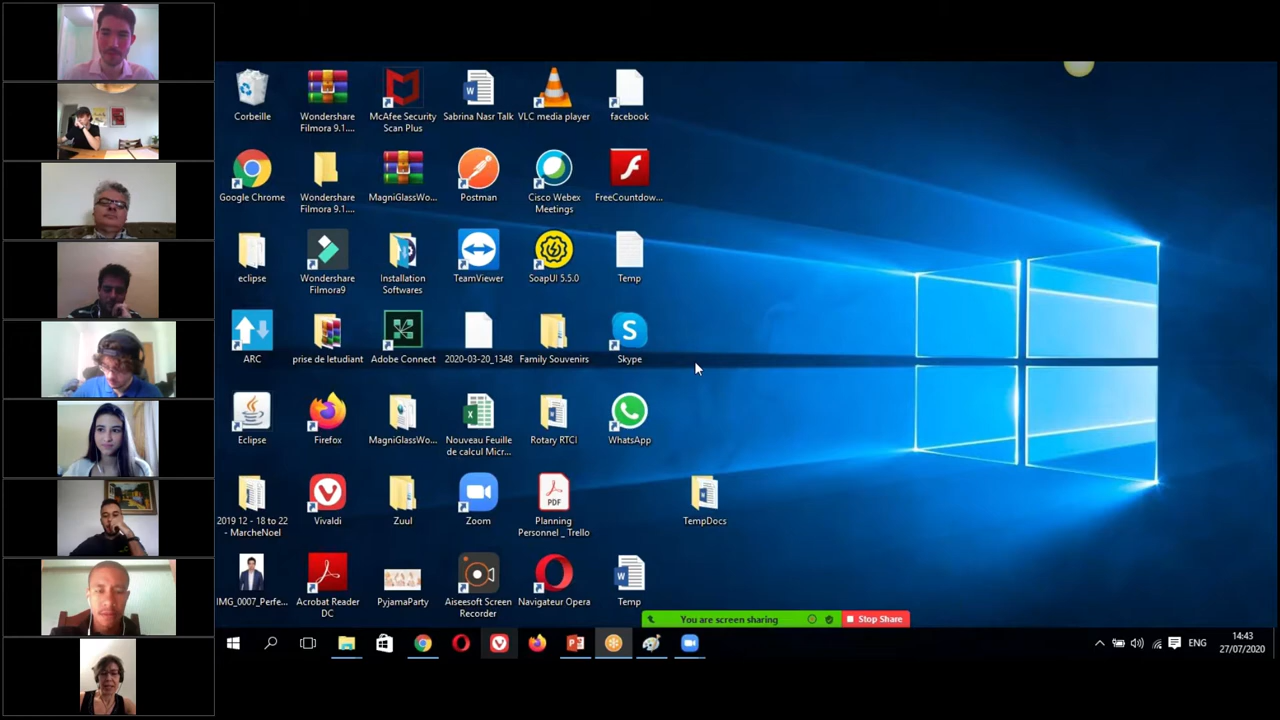 Corbeille
Wondershare
Filmora 9.1....
McAfee Security
Scan Plus
Sabrina Nasr Talk
VLC media player
facebook
Google Chrome
Wondershare
Filmora 9.1....
MagniGlassWo...
Postman
Cisco Webex
Meetings
FreeCountdow...
eclipse
Wondershare
Filmora9
Installation
Softwares
TeamViewer
SoapUI 5.5.0
Temp
ARC
prise de letudiant
Adobe Connect
2020-03-20_1348
Family Souvenirs
Skype
Eclipse
Firefox
MagniGlassWo...
Nouveau Feuille
de calcul Micr...
Rotary RTCI
WhatsApp
2019 12 - 18 to 22
- MarcheNoel
Vivaldi
Zuul
Zoom
PDF
Planning
Personnel _ Trello
TempDocs
IMG_0007_Perfe...
Acrobat Reader
DC
PyjamaParty
Aiseesoft Screen
Recorder
Navigateur Opera
Temp
You are screen sharing
Stop Share
ENG
14:43
27/07/2020